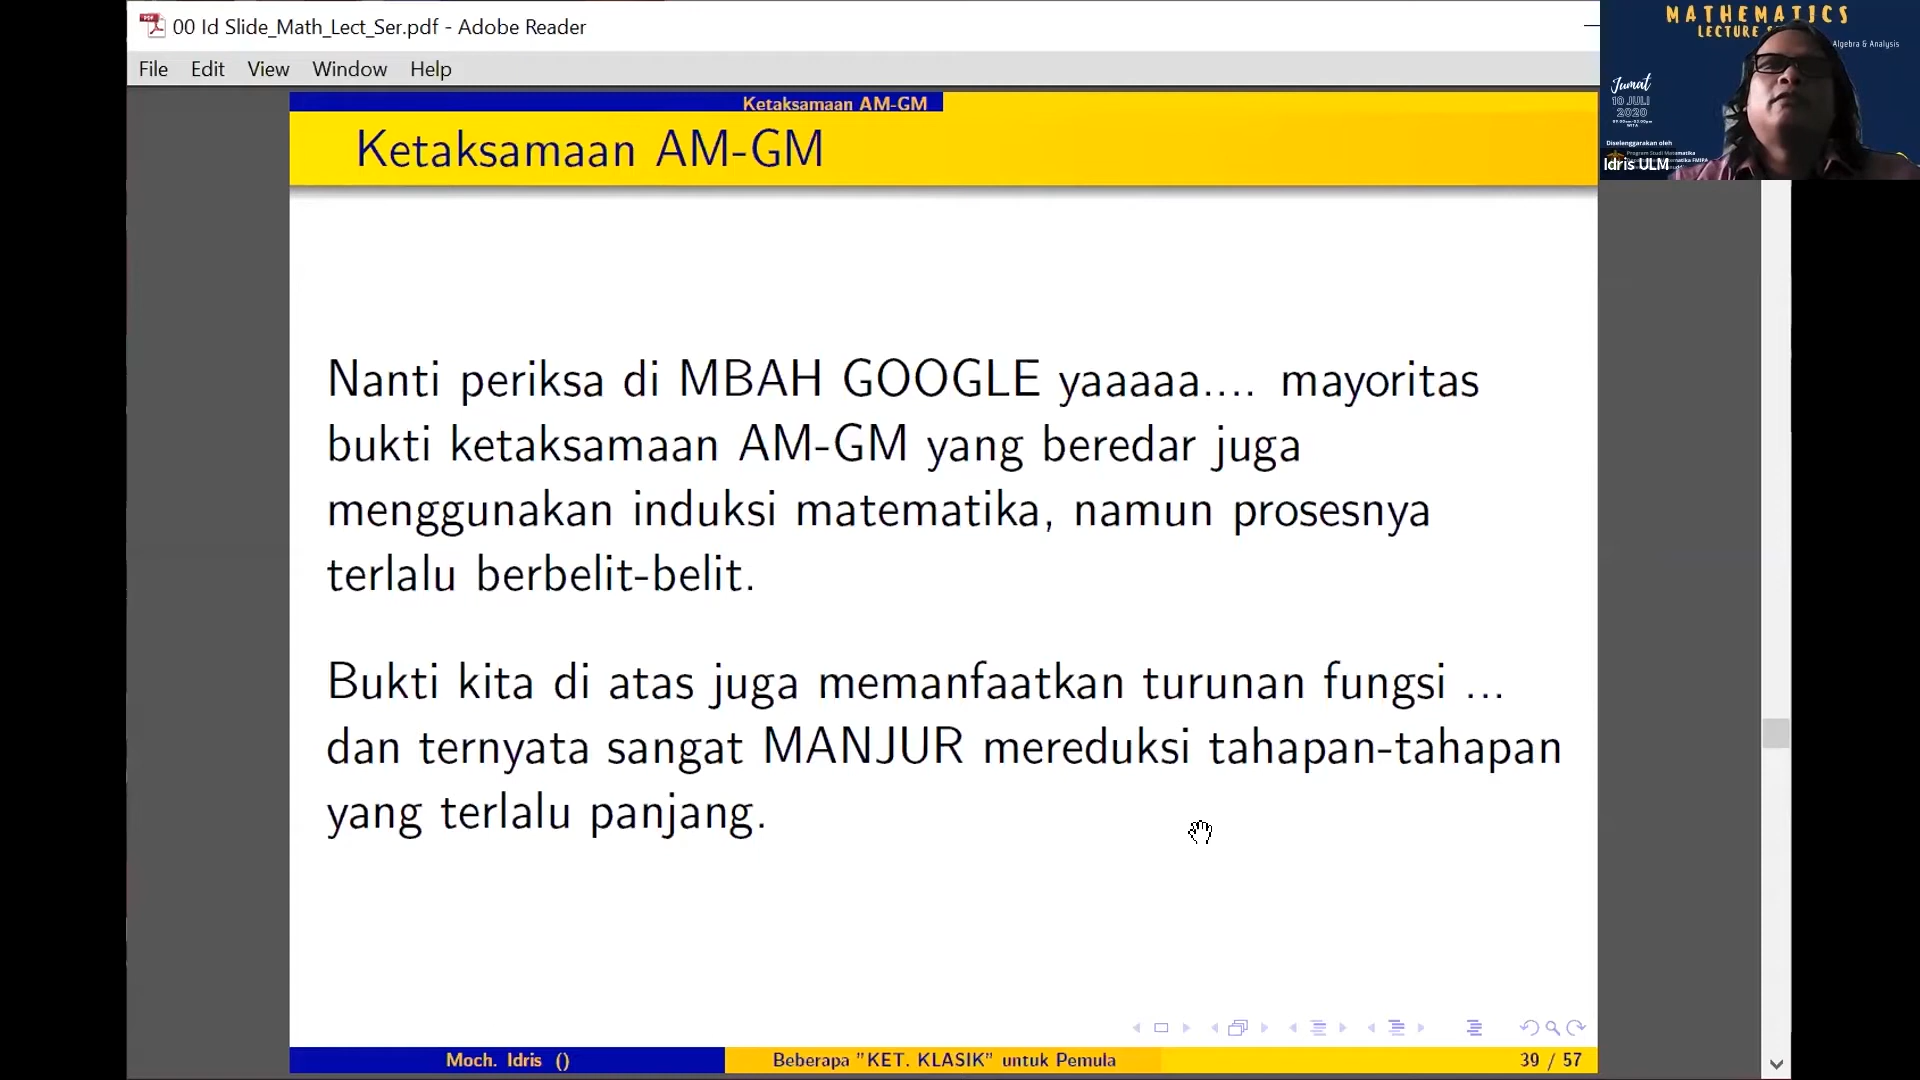 00 Id Slide_Math_Lect_Ser.pdf - Adobe Reader
File Edit View Window Help
MATHEMATICS
Algebra & Analysis
Jumat
10 JULI
2020
Diselenggarakan oleh
Idris ULM
Ketaksamaan AM-GM
Ketaksamaan AM-GM
Nanti periksa di MBAH GOOGLE yaaaaa.... mayoritas
bukti ketaksamaan AM-GM yang beredar juga
menggunakan induksi matematika, namun prosesnya
terlalu berbelit-belit.
Bukti kita di atas juga memanfaatkan turunan fungsi ...
dan ternyata sangat MANJUR mereduksi tahapan-tahapan
yang terlalu panjang.
Moch. Idris ()
Beberapa "KET. KLASIK" untuk Pemula
39 / 57